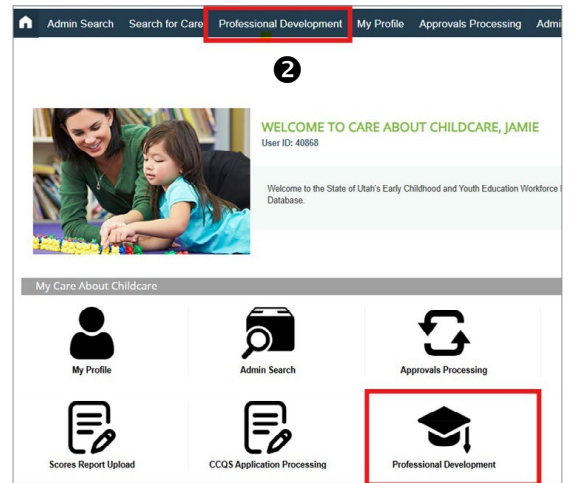 Admin Search Search for Care Professional Development My Profile Approvals Processing
2
WELCOME TO CARE ABOUT CHILDCARE, JAMIE
User ID: 40868
Welcome to the State of Utah's Early Childhood and Youth Education Workforce
Database.
My Care About Childcare
My Profile Admin Search Approvals Processing
Scores Report Upload CCQS Application Processing Professional Development